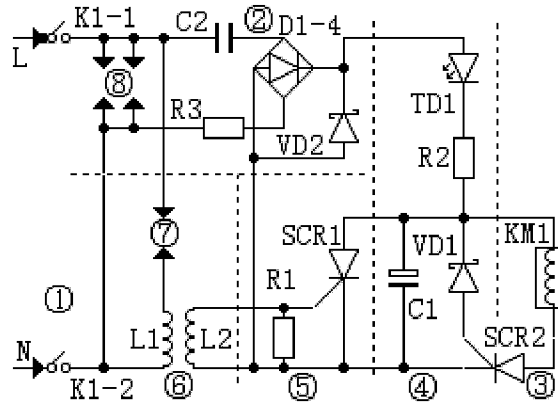 K1-1 C2 ② D1-4
L
⑧
R3
TD1
VD2
R2
⑦
SCR1
VD1
KM1
R1
①
C1
N
L1 L2
SCR2
K1-2 ⑥ ⑤ ④ ③